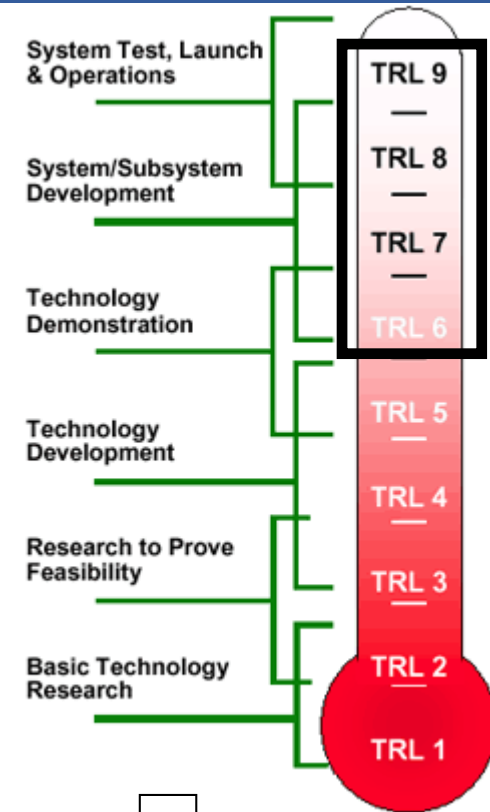 System Test, Launch
& Operations
System/Subsystem
Development
Technology
Demonstration
Technology
Development
Research to Prove
Feasibility
Basic Technology
Research
TRL 9
TRL 8
TRL 7
TRL 6
TRL 5
TRL 4
TRL 3
TRL 2
TRL 1